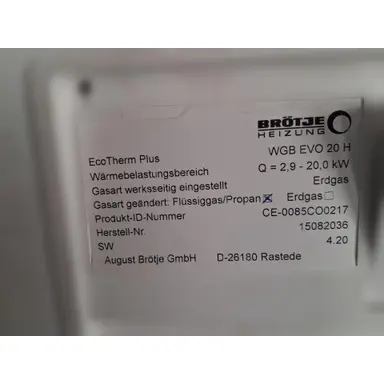 BRÖTJE
HEIZUNG
EcoTherm Plus WGB EVO 20 H
Wärmebelastungsbereich Q = 2,9 - 20,0 kW
Gasart werksseitig eingestellt Erdgas
Gasart geändert: Flüssiggas/Propan☒ Erdgas☐
Produkt-ID-Nummer CE-0085CO0217
Herstell-Nr. 15082036
SW 4.20
August Brötje GmbH D-26180 Rastede